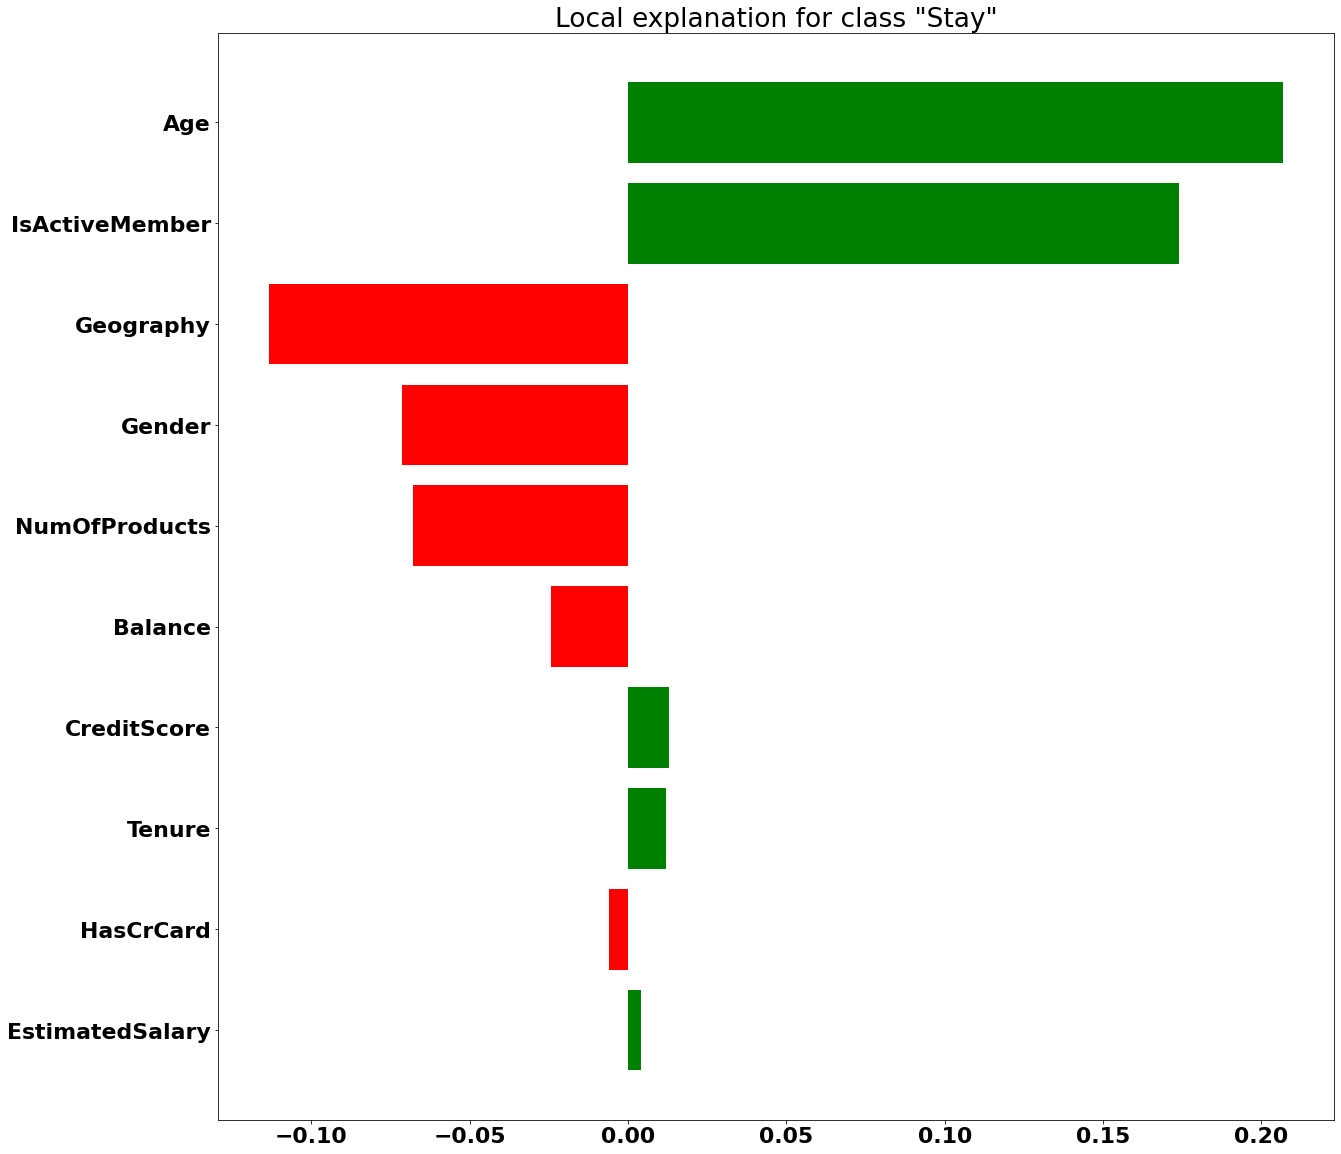 Local explanation for class "Stay"
Age
IsActiveMember
Geography
Gender
NumOfProducts
Balance
CreditScore
Tenure
HasCrCard
EstimatedSalary
−0.10 −0.05 0.00 0.05 0.10 0.15 0.20